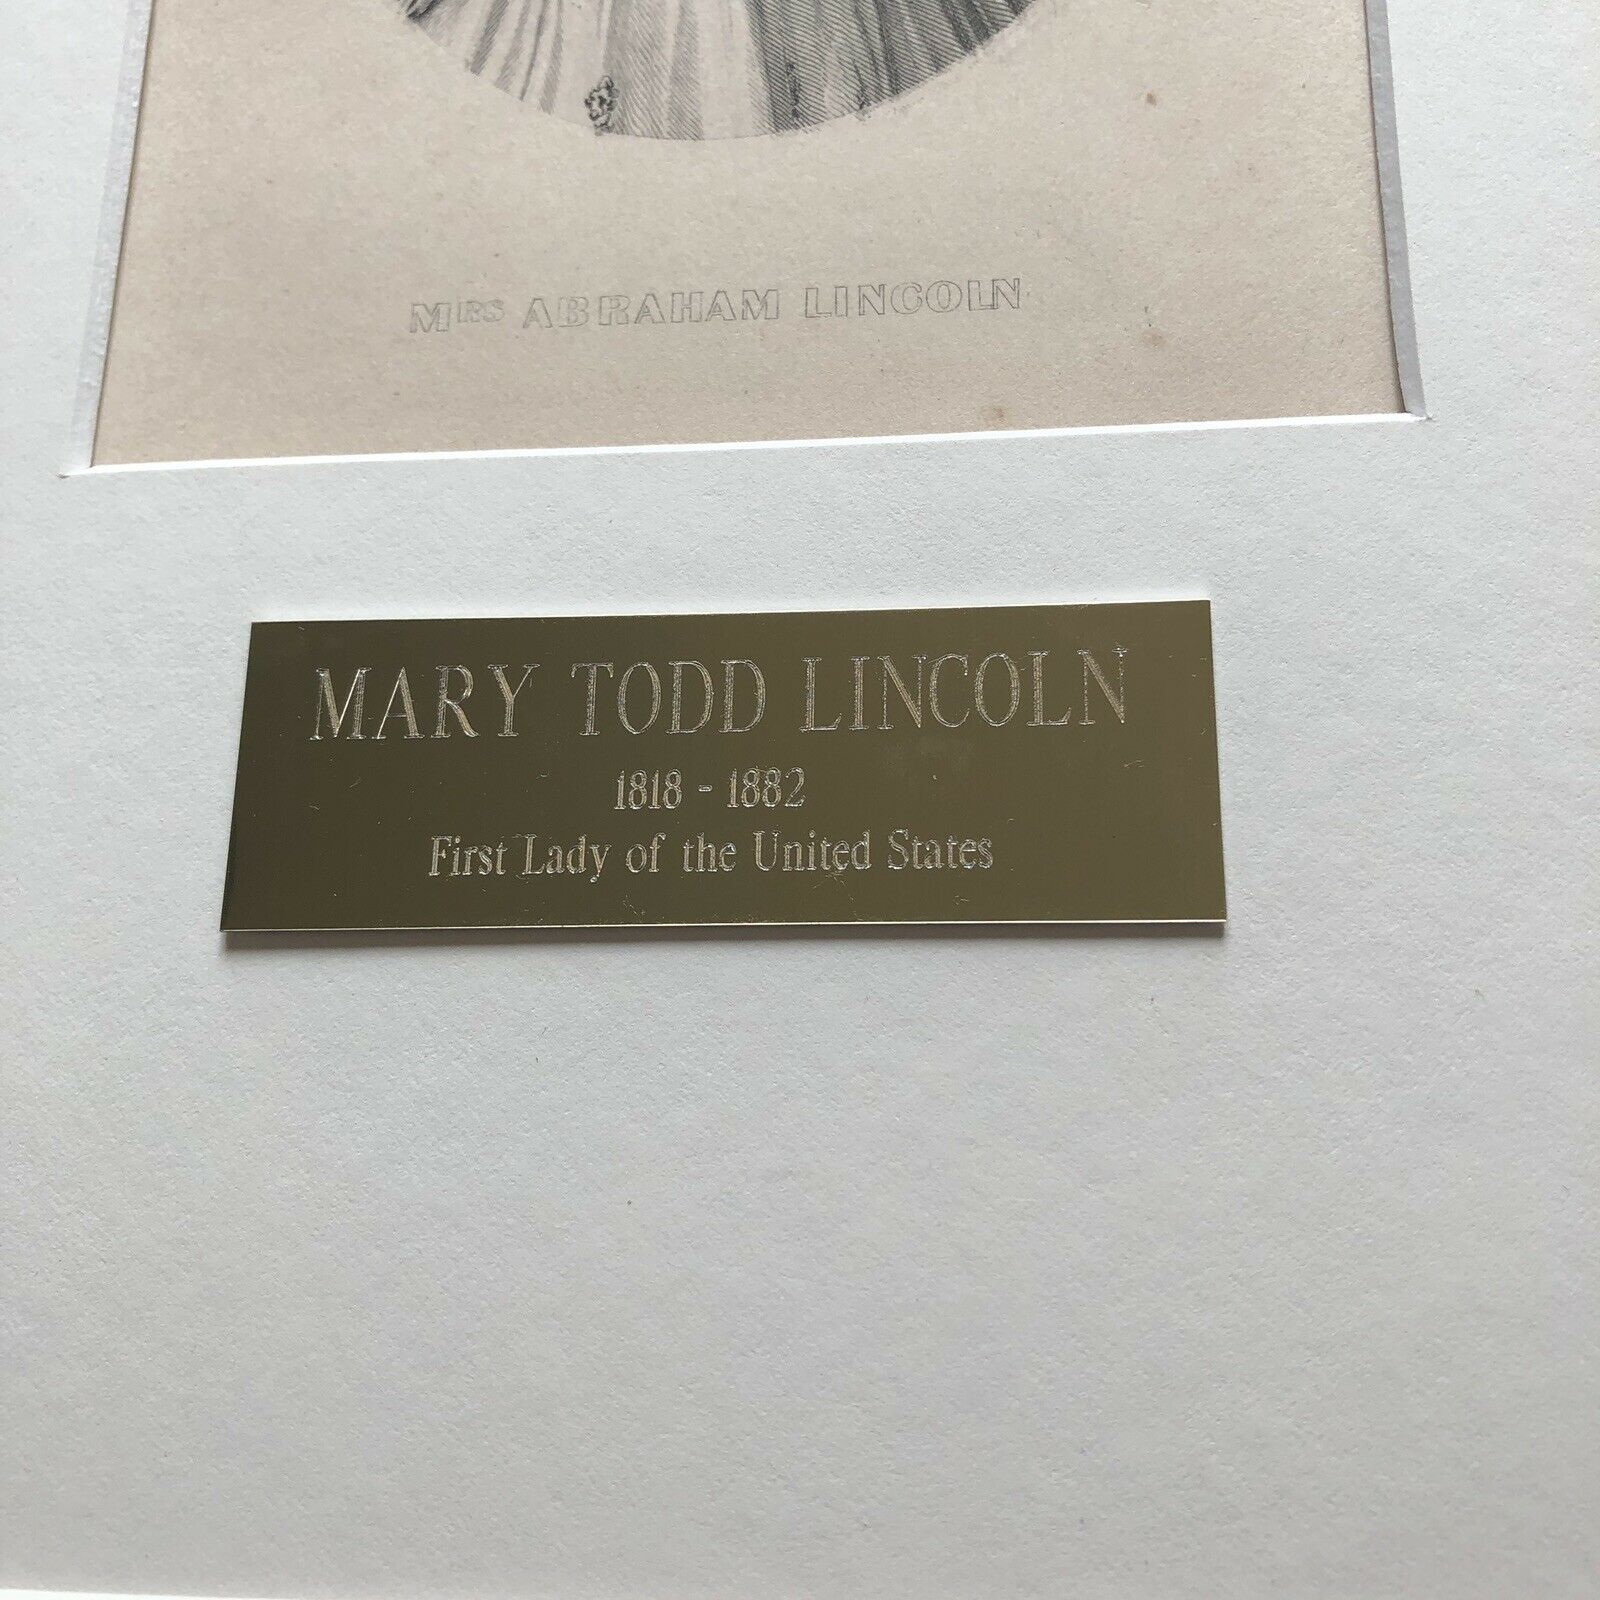 MRS ABRAHAM LINCOLN
MARY TODD LINCOLN
1818 - 1882
First Lady of the United States